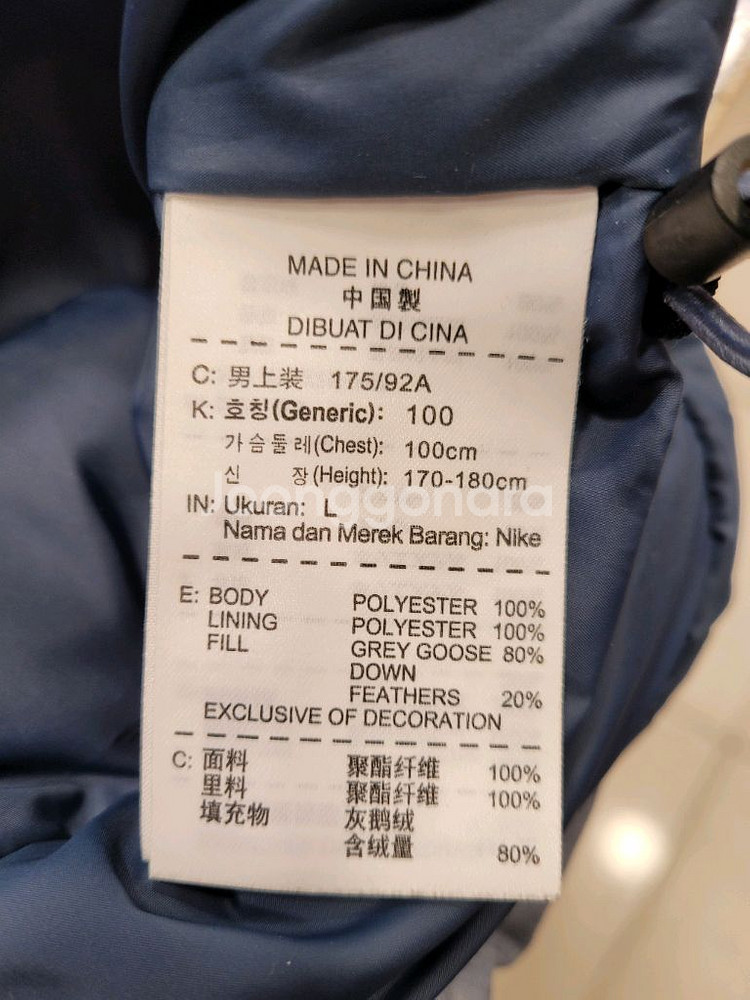 MADE IN CHINA
中国製
DIBUAT DI CINA
C: 男上装 175/92A
K: 호칭(Generic): 100
가슴둘레(Chest): 100cm
신 장(Height): 170-180cm
IN: Ukuran: L
Nama dan Merek Barang: Nike
E: BODY POLYESTER 100%
LINING POLYESTER 100%
FILL GREY GOOSE 80%
DOWN
FEATHERS 20%
EXCLUSIVE OF DECORATION
C: 面料 聚酯纤维 100%
里料 聚酯纤维 100%
填充物 灰鹅绒
含绒量 80%